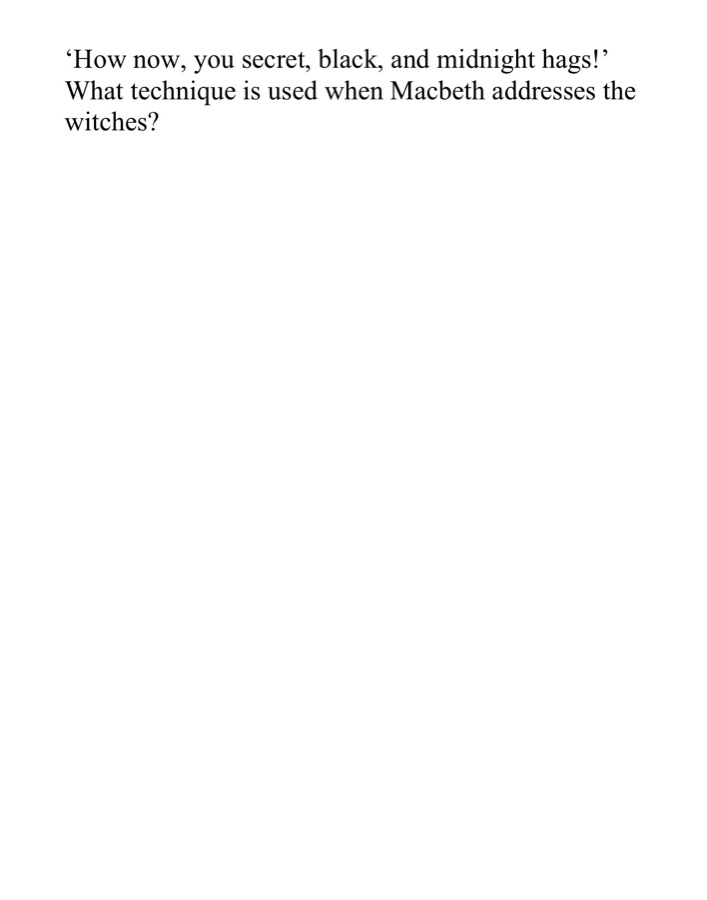 ‘How now, you secret, black, and midnight hags!’
What technique is used when Macbeth addresses the
witches?